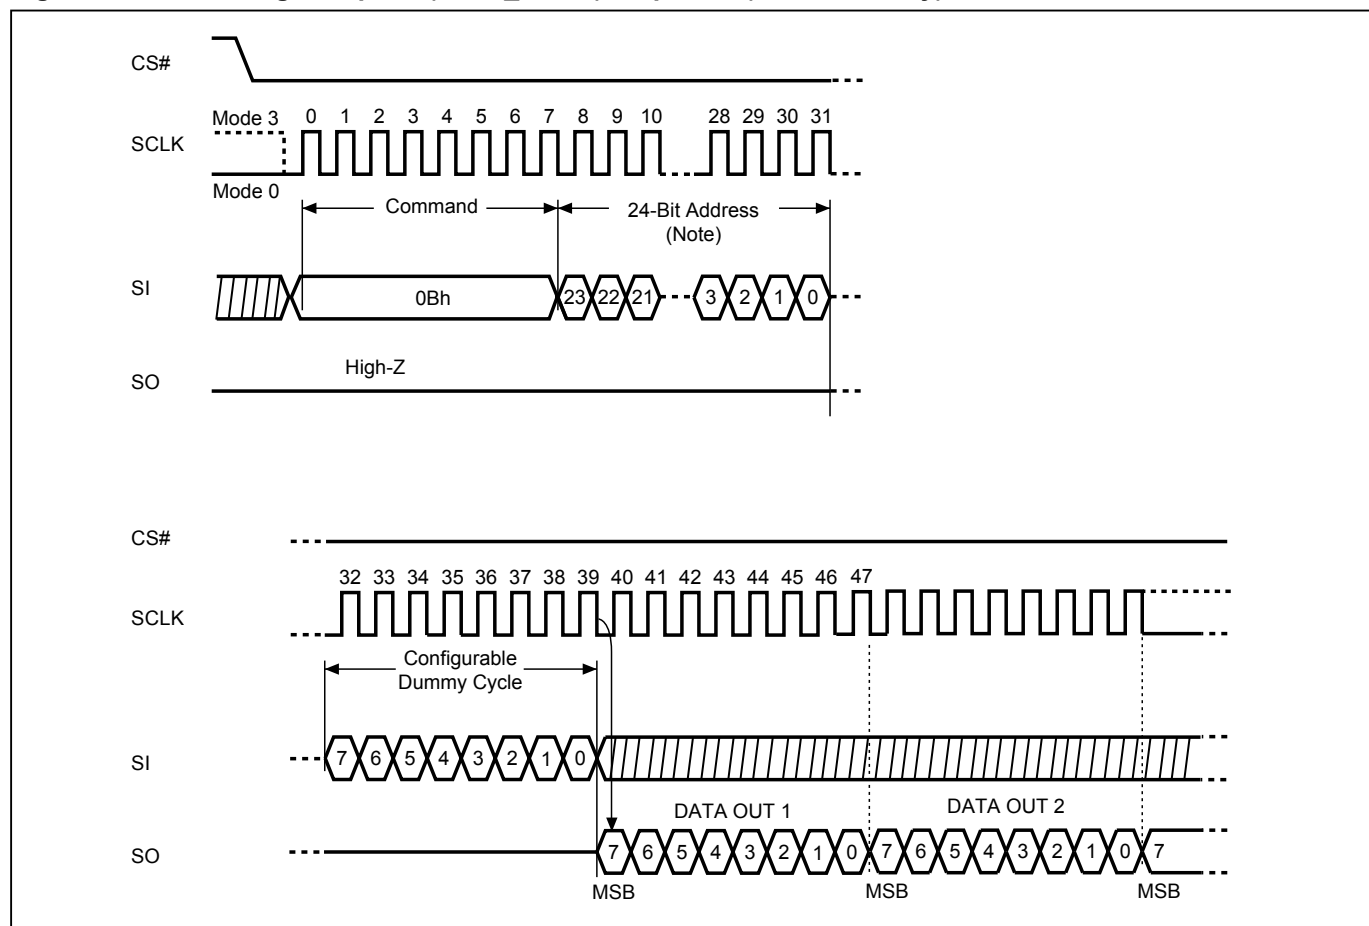 CS#
Mode 3 0 1 2 3 4 5 6 7 8 9 10 28 29 30 31
SCLK
Mode 0
Command
24-Bit Address
(Note)
SI
0Bh
23 22 21 3 2 1 0
High-Z
SO
CS#
32 33 34 35 36 37 38 39 40 41 42 43 44 45 46 47
SCLK
Configurable
Dummy Cycle
SI
7 6 5 4 3 2 1 0
DATA OUT 1
DATA OUT 2
SO
7 6 5 4 3 2 1 0 7 6 5 4 3 2 1 0 7
MSB MSB MSB